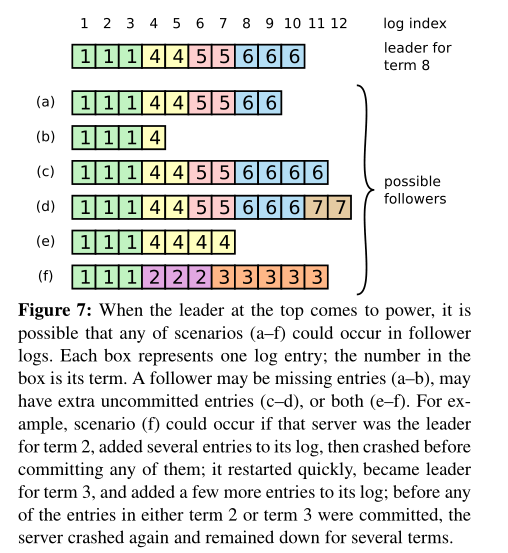 1 2 3 4 5 6 7 8 9 10 11 12 log index
1 1 1 4 4 5 5 6 6 6 leader for
term 8
(a) 1 1 1 4 4 5 5 6 6
(b) 1 1 1 4
(c) 1 1 1 4 4 5 5 6 6 6 6
(d) 1 1 1 4 4 5 5 6 6 6 7 7
(e) 1 1 1 4 4 4 4
(f) 1 1 1 2 2 2 3 3 3 3 3
possible
followers
Figure 7: When the leader at the top comes to power, it is
possible that any of scenarios (a–f) could occur in follower
logs. Each box represents one log entry; the number in the
box is its term. A follower may be missing entries (a–b), may
have extra uncommitted entries (c–d), or both (e–f). For ex-
ample, scenario (f) could occur if that server was the leader
for term 2, added several entries to its log, then crashed before
committing any of them; it restarted quickly, became leader
for term 3, and added a few more entries to its log; before any
of the entries in either term 2 or term 3 were committed, the
server crashed again and remained down for several terms.